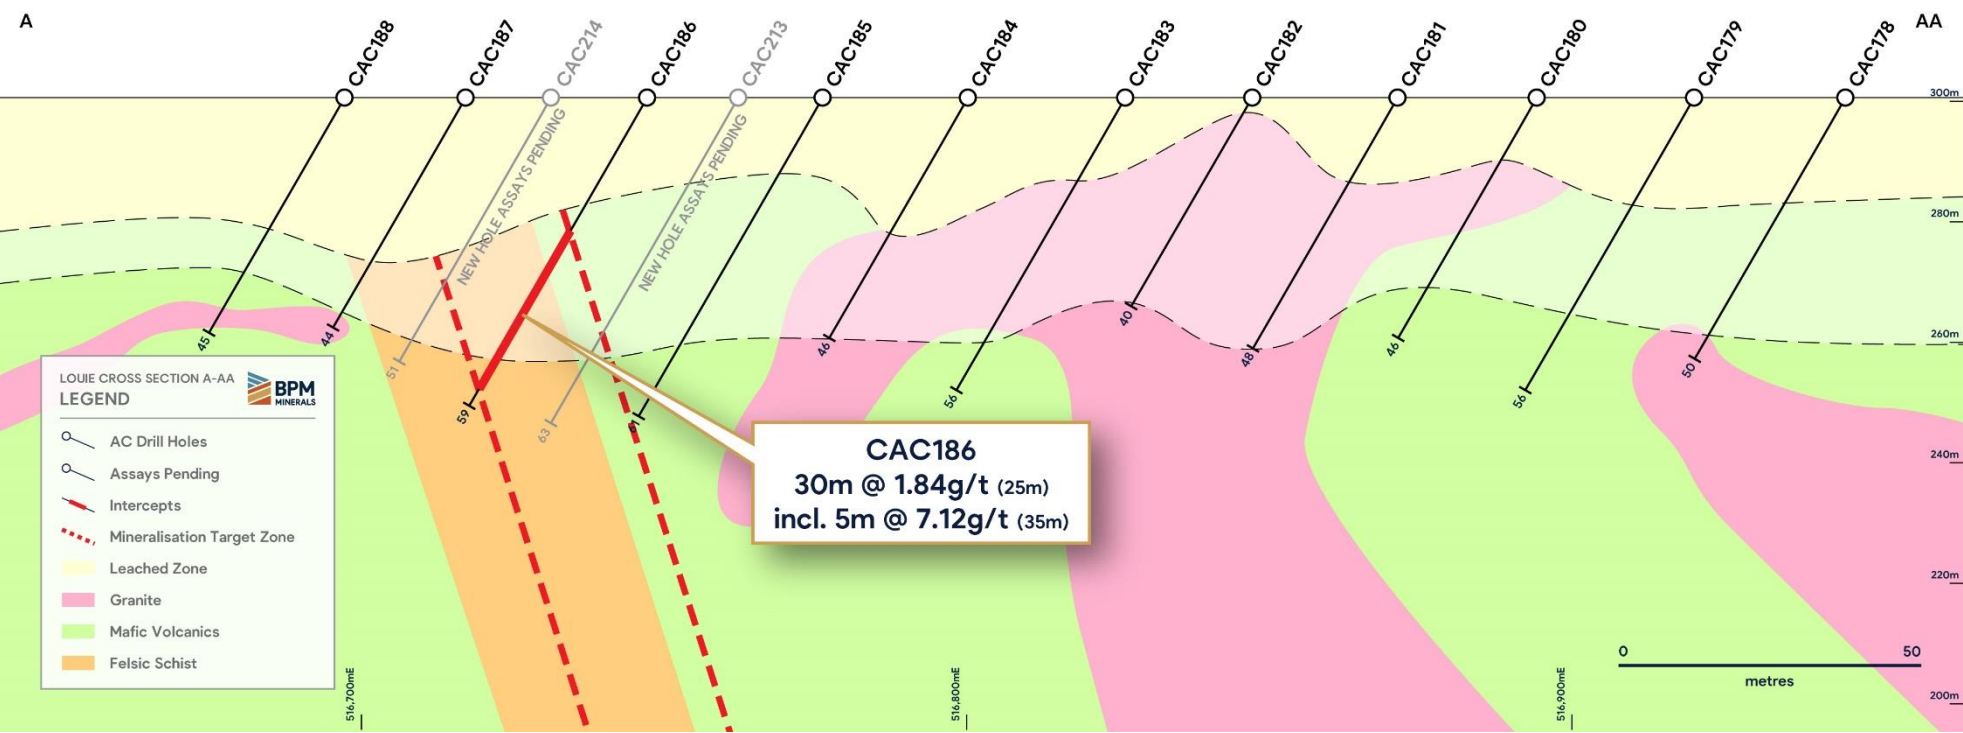 A
AA
CAC188
CAC187
CAC214
CAC186
CAC213
CAC185
CAC184
CAC183
CAC182
CAC181
CAC180
CAC179
CAC178
300m
280m
260m
240m
220m
200m
NEW HOLE ASSAYS PENDING
NEW HOLE ASSAYS PENDING
45
44
51
59
63
46
56
40
48
46
56
50
CAC186
30m @ 1.84g/t (25m)
incl. 5m @ 7.12g/t (35m)
LOUIE CROSS SECTION A-AA
LEGEND
BPM
MINERALS
AC Drill Holes
Assays Pending
Intercepts
Mineralisation Target Zone
Leached Zone
Granite
Mafic Volcanics
Felsic Schist
516,700mE
516,800mE
516,900mE
0 50
metres